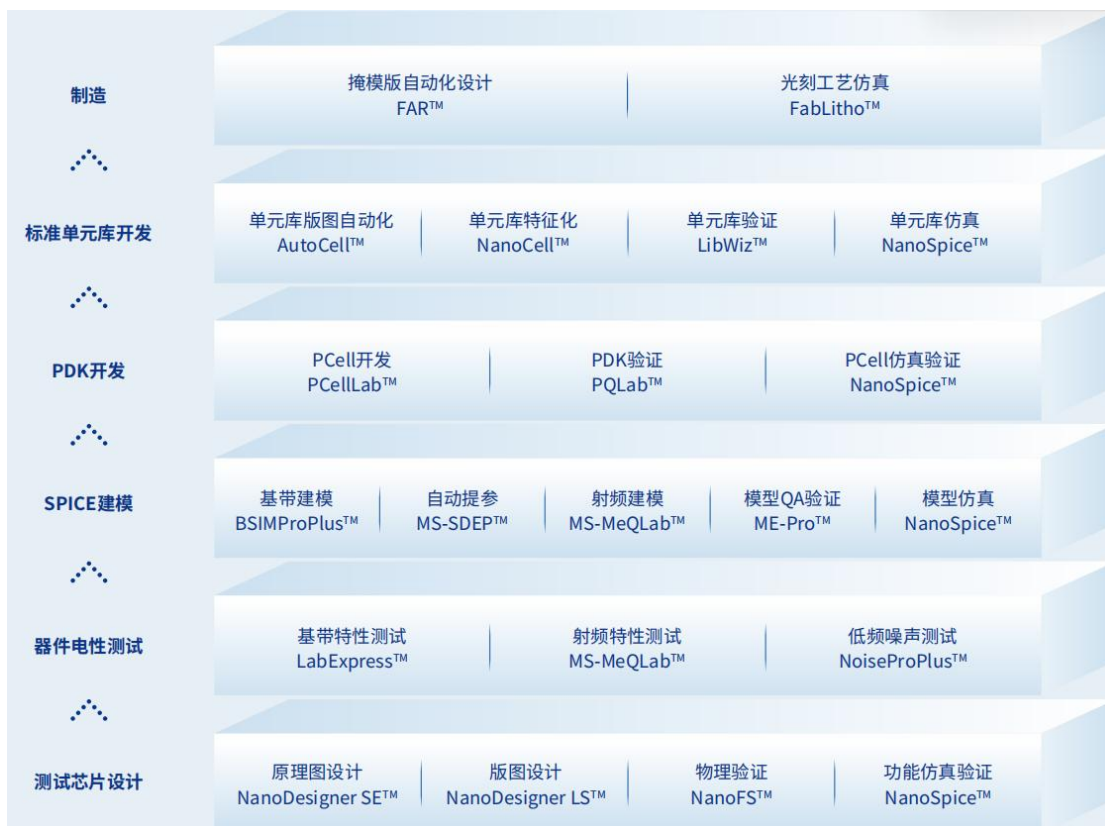 制造
掩模版自动化设计
FAR™
光刻工艺仿真
FabLitho™
标准单元库开发
单元库版图自动化
AutoCell™
单元库特征化
NanoCell™
单元库验证
LibWiz™
单元库仿真
NanoSpice™
PDK开发
PCell开发
PCellLab™
PDK验证
PQLab™
PCell仿真验证
NanoSpice™
SPICE建模
基带建模
BSIMProPlus™
自动提参
MS-SDEP™
射频建模
MS-MeQLab™
模型QA验证
ME-Pro™
模型仿真
NanoSpice™
器件电性测试
基带特性测试
LabExpress™
射频特性测试
MS-MeQLab™
低频噪声测试
NoiseProPlus™
测试芯片设计
原理图设计
NanoDesigner SE™
版图设计
NanoDesigner LS™
物理验证
NanoFS™
功能仿真验证
NanoSpice™